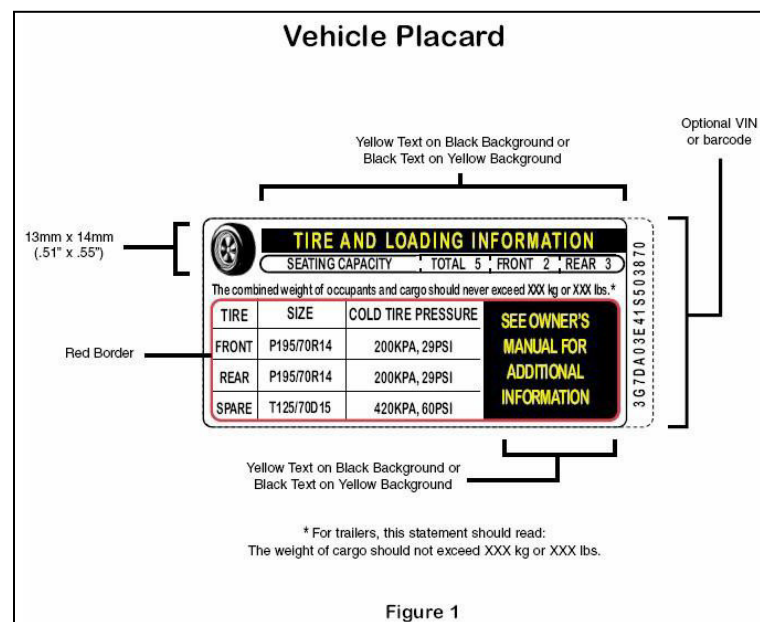 Vehicle Placard
Optional VIN
or barcode
Yellow Text on Black Background or
Black Text on Yellow Background
13mm x 14mm
(.51" x .55")
TIRE AND LOADING INFORMATION
SEATING CAPACITY TOTAL 5 FRONT 2 REAR 3
The combined weight of occupants and cargo should never exceed XXX kg or XXX lbs.*
TIRE SIZE COLD TIRE PRESSURE
FRONT P195/70R14 200KPA, 29PSI
REAR P195/70R14 200KPA, 29PSI
SPARE T125/70D15 420KPA, 60PSI
SEE OWNER'S
MANUAL FOR
ADDITIONAL
INFORMATION
3G7DA03E41S503870
Red Border
Yellow Text on Black Background or
Black Text on Yellow Background
* For trailers, this statement should read:
The weight of cargo should not exceed XXX kg or XXX lbs.
Figure 1